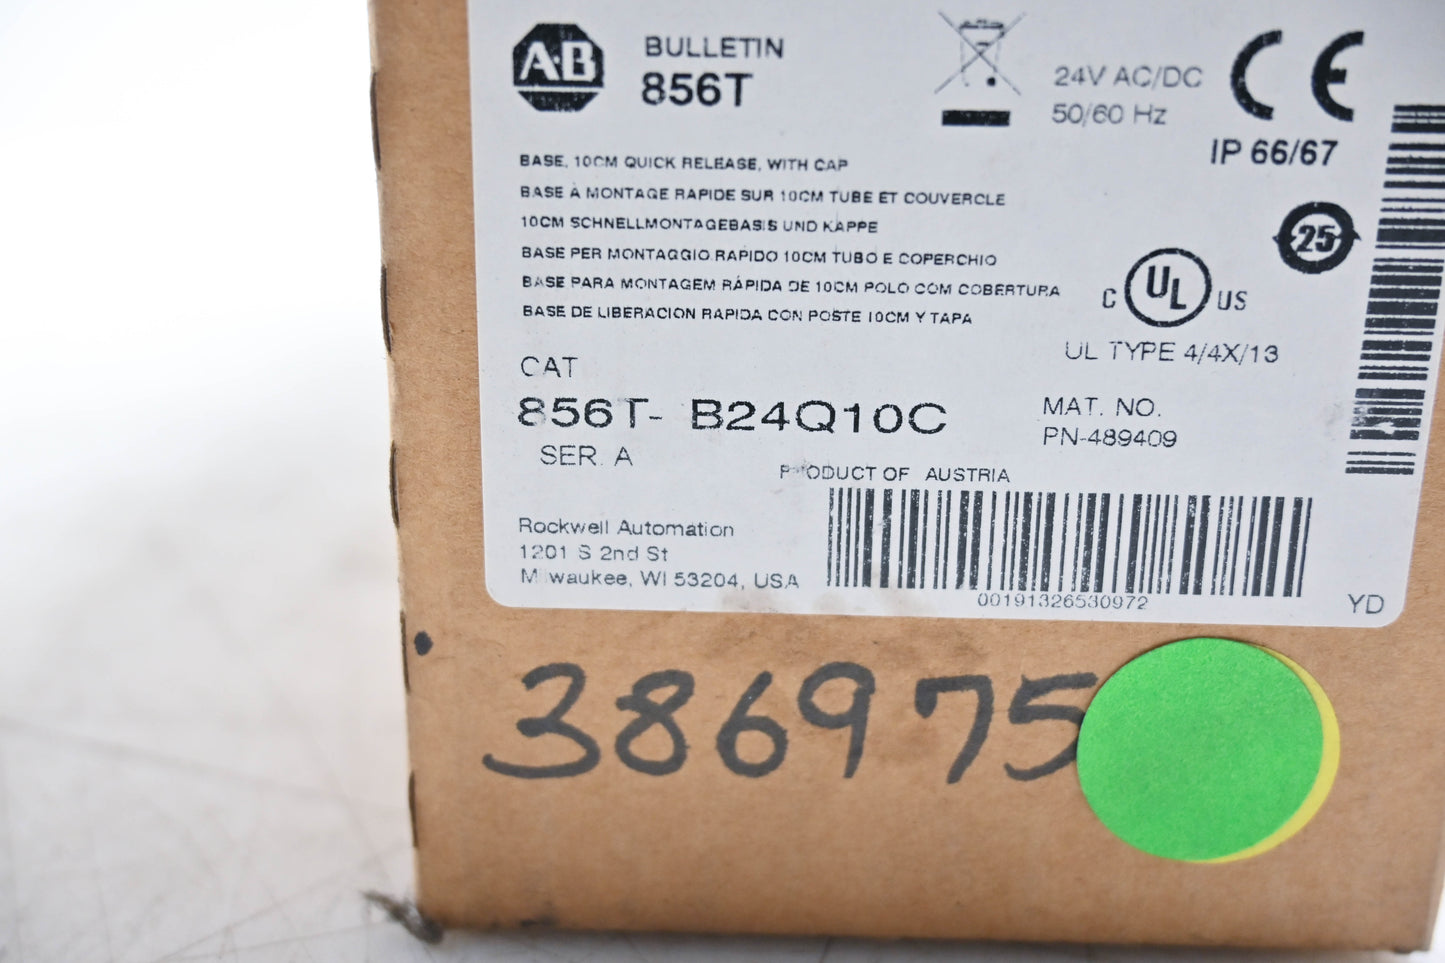 A-B
BULLETIN
856T
24V AC/DC
50/60 Hz
CE
IP 66/67
BASE, 10CM QUICK RELEASE, WITH CAP
BASE À MONTAGE RAPIDE SUR 10CM TUBE ET COUVERCLE
10CM SCHNELLMONTAGEBASIS UND KAPPE
BASE PER MONTAGGIO RAPIDO 10CM TUBO E COPERCHIO
BASE PARA MONTAGEM RÁPIDA DE 10CM POLO COM COBERTURA
BASE DE LIBERACION RAPIDA CON POSTE 10CM Y TAPA
25
C UL US
UL TYPE 4/4X/13
CAT
856T- B24Q10C
SER. A
MAT. NO.
PN-489409
PRODUCT OF AUSTRIA
Rockwell Automation
1201 S 2nd St
Milwaukee, WI 53204, USA
00191326530972
YD
386975